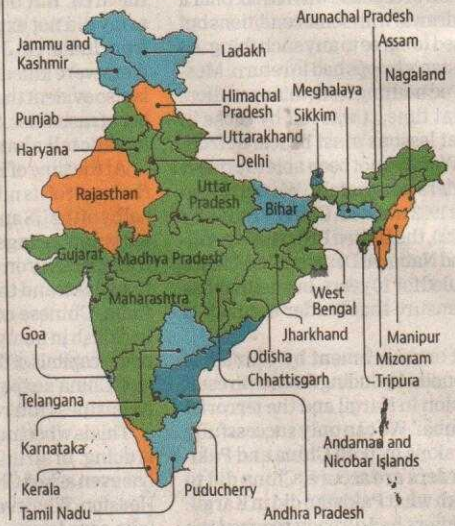 Arunachal Pradesh
Jammu and
Kashmir
Ladakh
Assam
Nagaland
Himachal
Pradesh
Meghalaya
Sikkim
Punjab
Uttarakhand
Haryana
Delhi
Rajasthan
Uttar
Pradesh
Bihar
Gujarat
Madhya Pradesh
Maharashtra
West
Bengal
Goa
Jharkhand
Manipur
Odisha
Mizoram
Chhattisgarh
Tripura
Telangana
Andaman and
Nicobar Islands
Karnataka
Kerala
Puducherry
Tamil Nadu
Andhra Pradesh